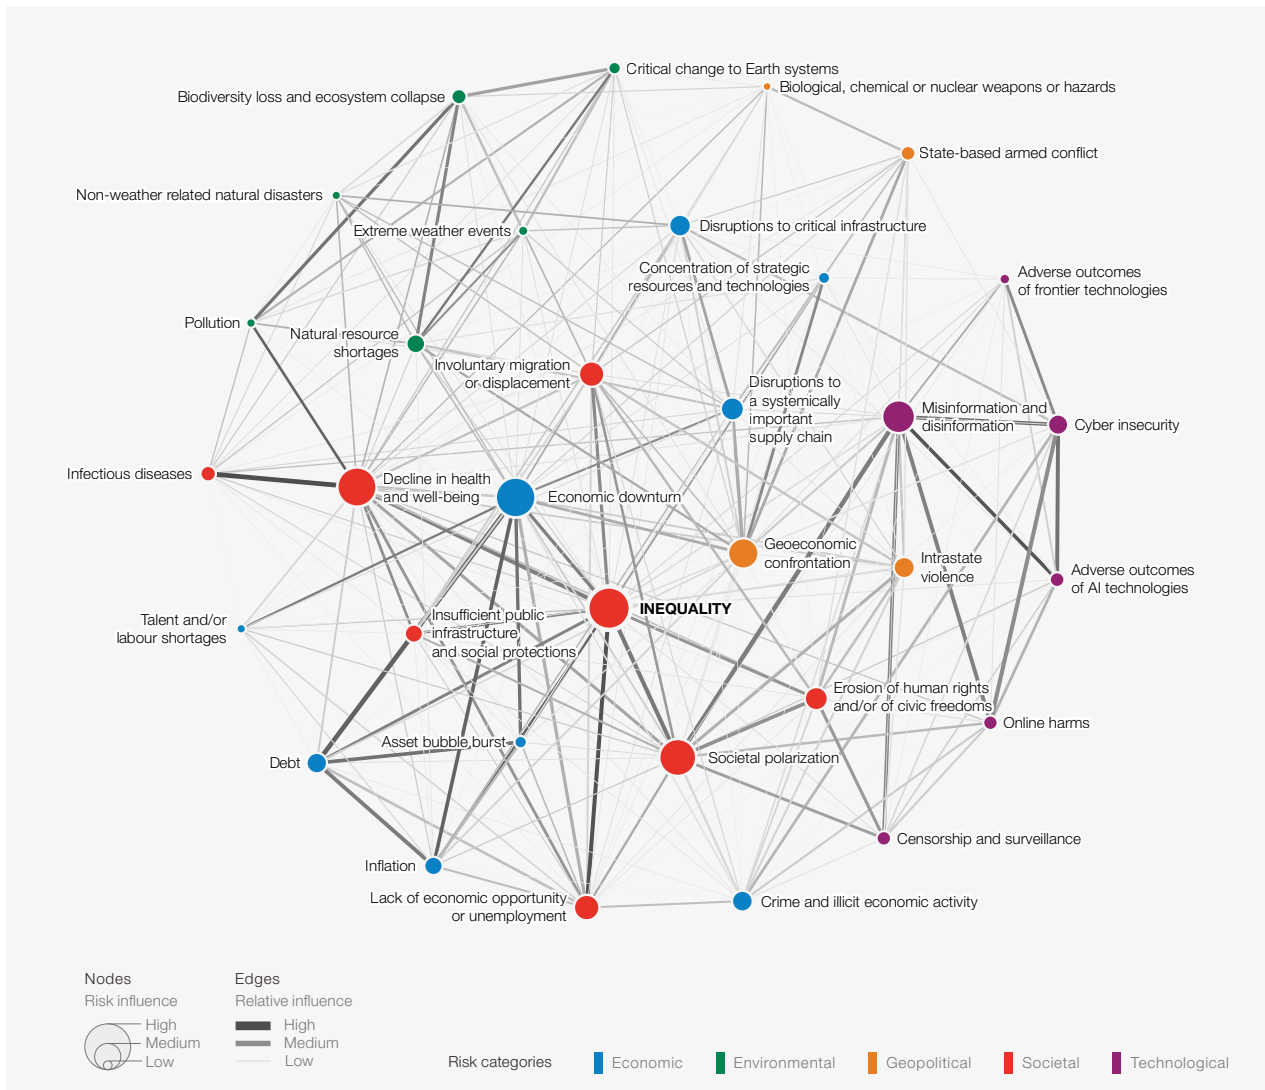 Critical change to Earth systems
Biological, chemical or nuclear weapons or hazards
Biodiversity loss and ecosystem collapse
State-based armed conflict
Non-weather related natural disasters
Extreme weather events
Disruptions to critical infrastructure
Concentration of strategic
resources and technologies
Adverse outcomes
of frontier technologies
Pollution
Natural resource
shortages
Involuntary migration
or displacement
Disruptions to
a systemically
important
supply chain
Misinformation and
disinformation
Cyber insecurity
Infectious diseases
Decline in health
and well-being
Economic downturn
Geoeconomic
confrontation
Intrastate
violence
Adverse outcomes
of AI technologies
INEQUALITY
Talent and/or
labour shortages
Insufficient public
infrastructure
and social protections
Erosion of human rights
and/or of civic freedoms
Online harms
Asset bubble burst
Debt
Societal polarization
Censorship and surveillance
Inflation
Lack of economic opportunity
or unemployment
Crime and illicit economic activity
Nodes
Risk influence
High
Medium
Low
Edges
Relative influence
High
Medium
Low
Risk categories
Economic
Environmental
Geopolitical
Societal
Technological